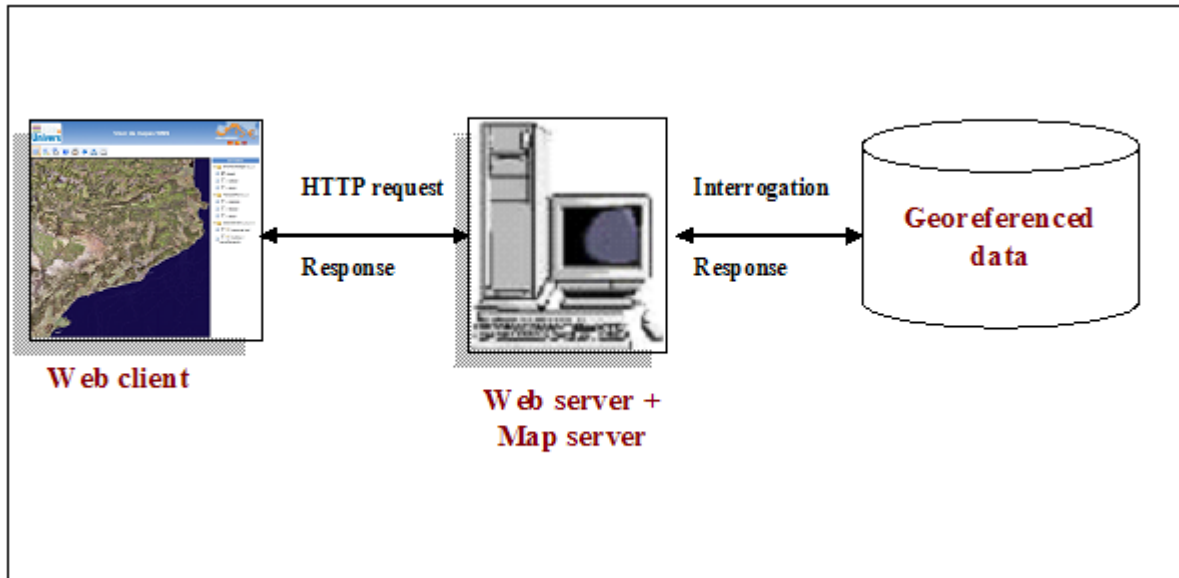 HTTP request
Response
Interrogation
Response
Georeferenced
data
Web client
Web server +
Map server